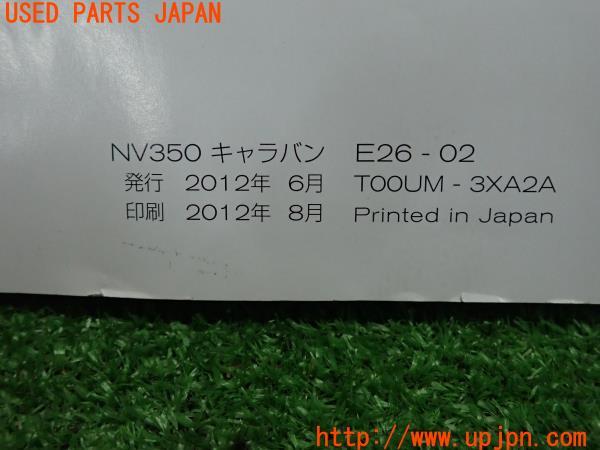 USED PARTS JAPAN
NV350 キャラバン E26 - 02
発行 2012年 6月 T00UM - 3XA2A
印刷 2012年 8月 Printed in Japan
http://www.upjpn.com/